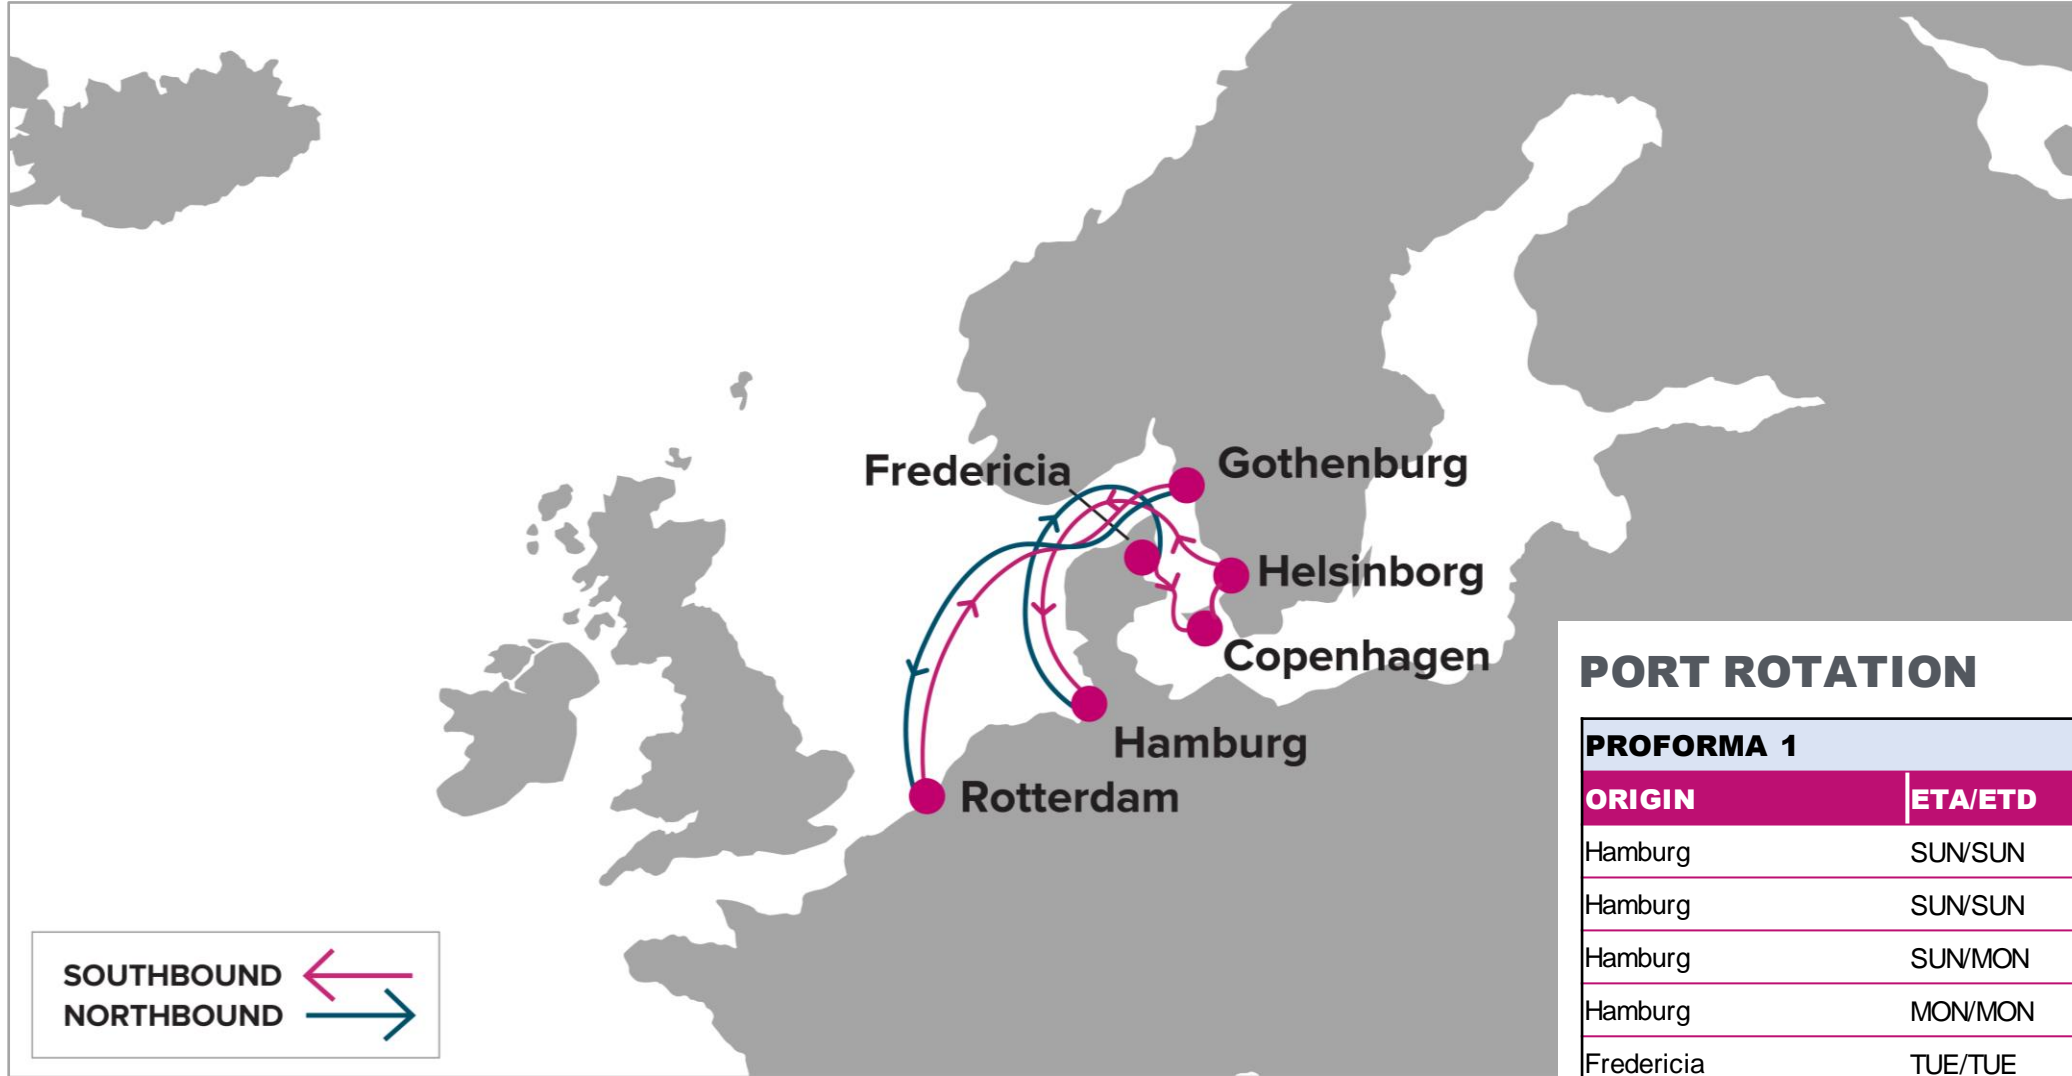 Fredericia
Gothenburg
Helsinborg
Copenhagen
Hamburg
Rotterdam
SOUTHBOUND
NORTHBOUND
PORT ROTATION
PROFORMA 1
ORIGIN ETA/ETD
Hamburg SUN/SUN
Hamburg SUN/SUN
Hamburg SUN/MON
Hamburg MON/MON
Fredericia TUE/TUE